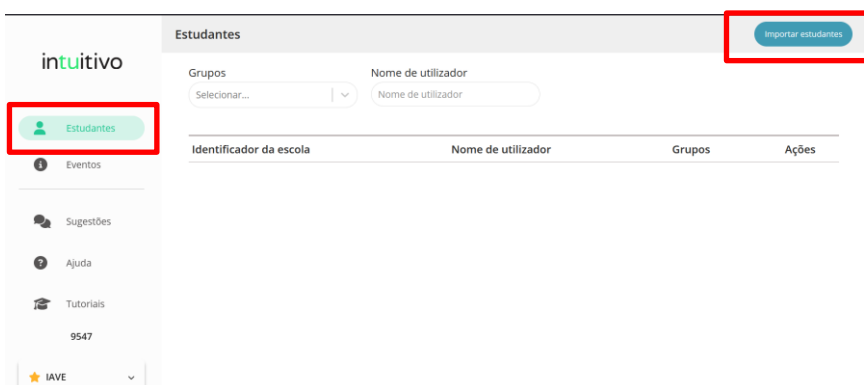 intuitivo
Estudantes
Eventos
Sugestões
Ajuda
Tutoriais
9547
IAVE
Estudantes
Importar estudantes
Grupos
Nome de utilizador
Selecionar...
Nome de utilizador
Identificador da escola
Nome de utilizador
Grupos
Ações